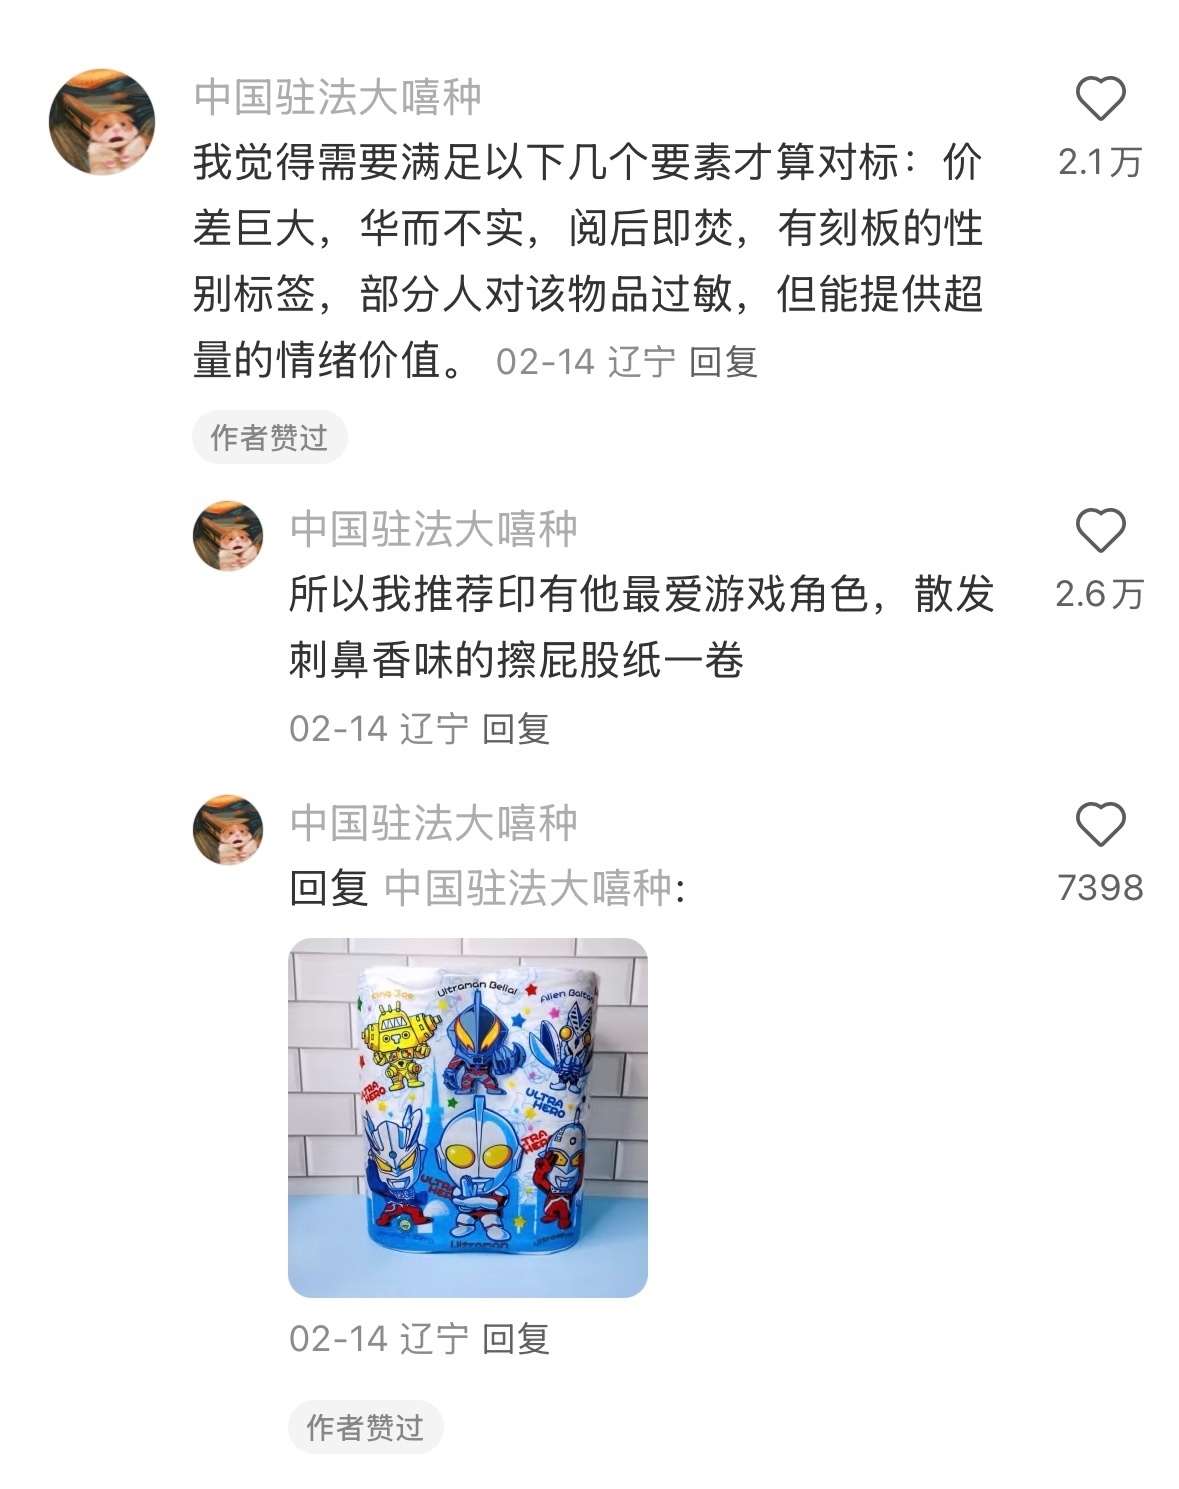 中国驻法大嘻种
我觉得需要满足以下几个要素才算对标：价
差巨大，华而不实，阅后即焚，有刻板的性
别标签，部分人对该物品过敏，但能提供超
量的情绪价值。 02-14 辽宁 回复
2.1万
作者赞过
中国驻法大嘻种
所以我推荐印有他最爱游戏角色，散发
刺鼻香味的擦屁股纸一卷
2.6万
02-14 辽宁 回复
中国驻法大嘻种
回复 中国驻法大嘻种:
7398
King Joe
Ultraman Belial
Alien Baltan
ULTRA
HERO
ULTRA
HERO
ULTRA
Ultraman
02-14 辽宁 回复
作者赞过